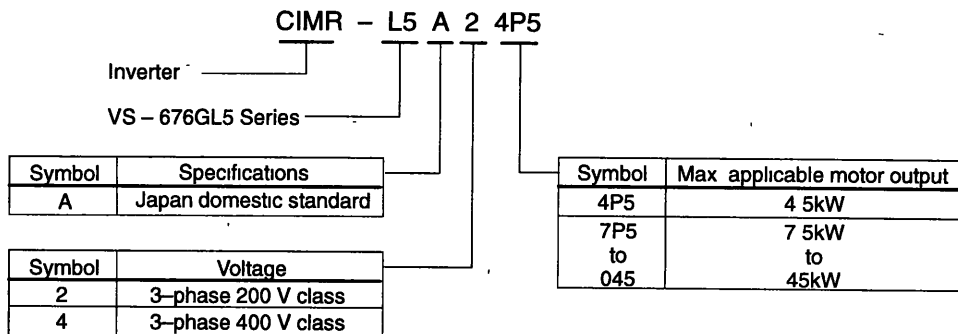 CIMR – L5 A 2 4P5
Inverter
VS – 676GL5 Series
Symbol Specifications
A Japan domestic standard
Symbol Voltage
2 3–phase 200 V class
4 3–phase 400 V class
Symbol Max applicable motor output
4P5 4 5kW
7P5 7 5kW
to to
045 45kW